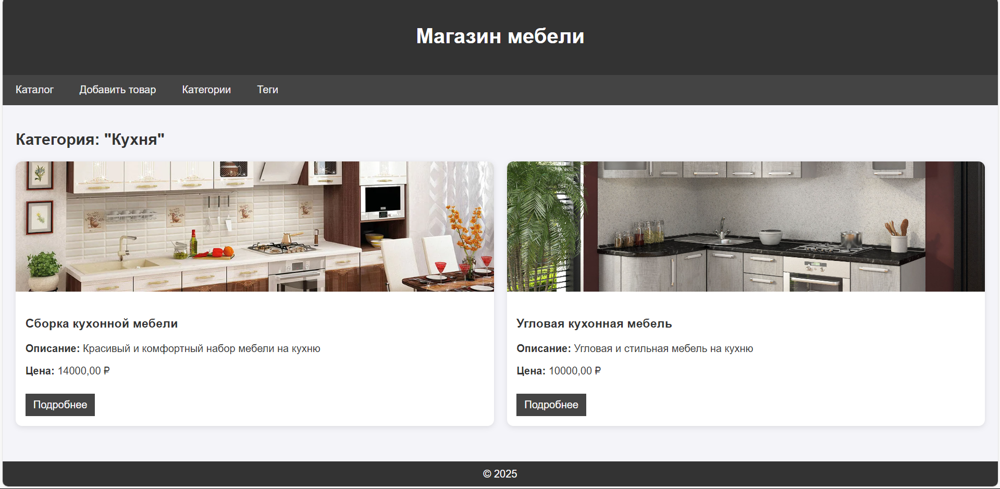 Магазин мебели
Каталог Добавить товар Категории Теги
Категория: "Кухня"
Сборка кухонной мебели
Описание: Красивый и комфортный набор мебели на кухню
Цена: 14000,00 ₽
Подробнее
Угловая кухонная мебель
Описание: Угловая и стильная мебель на кухню
Цена: 10000,00 ₽
Подробнее
© 2025